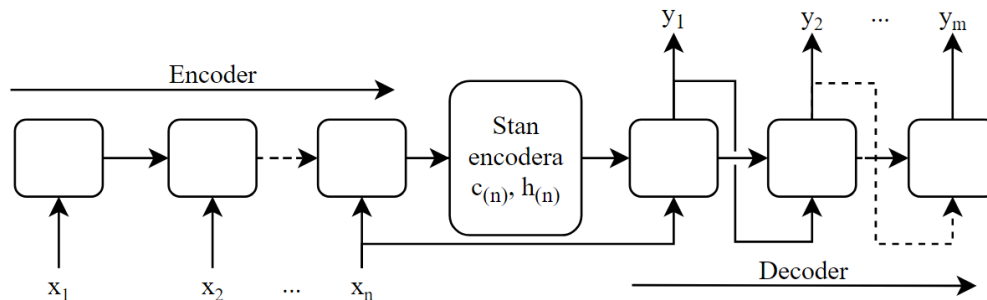 y₁ y₂ ... yₘ
Encoder
Stan
encodera
c₍ₙ₎, h₍ₙ₎
Decoder
x₁ x₂ ... xₙ